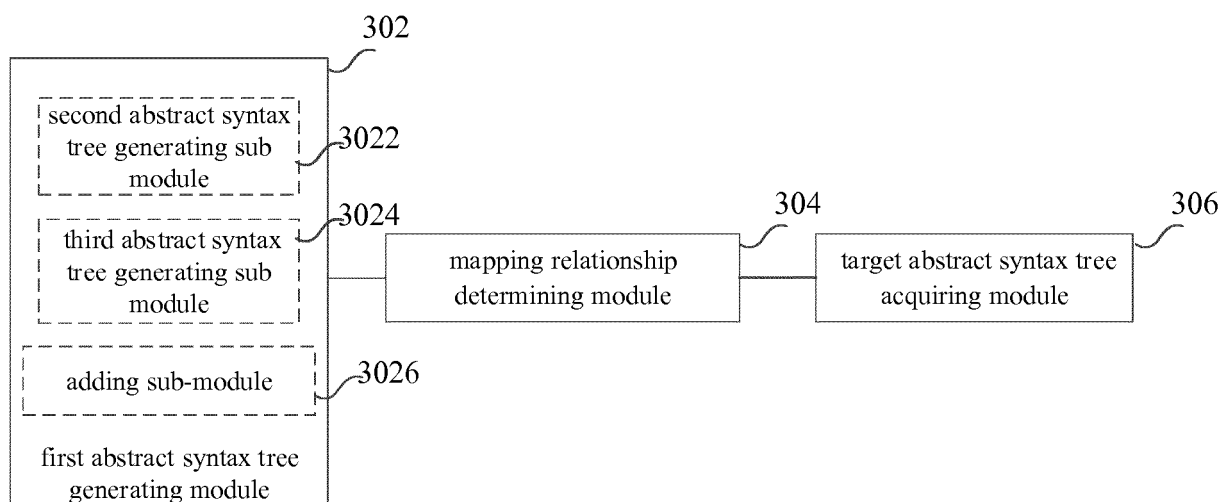 302
second abstract syntax
tree generating sub
module
3022
third abstract syntax
tree generating sub
module
3024
adding sub-module
3026
first abstract syntax tree
generating module
mapping relationship
determining module
304
target abstract syntax tree
acquiring module
306